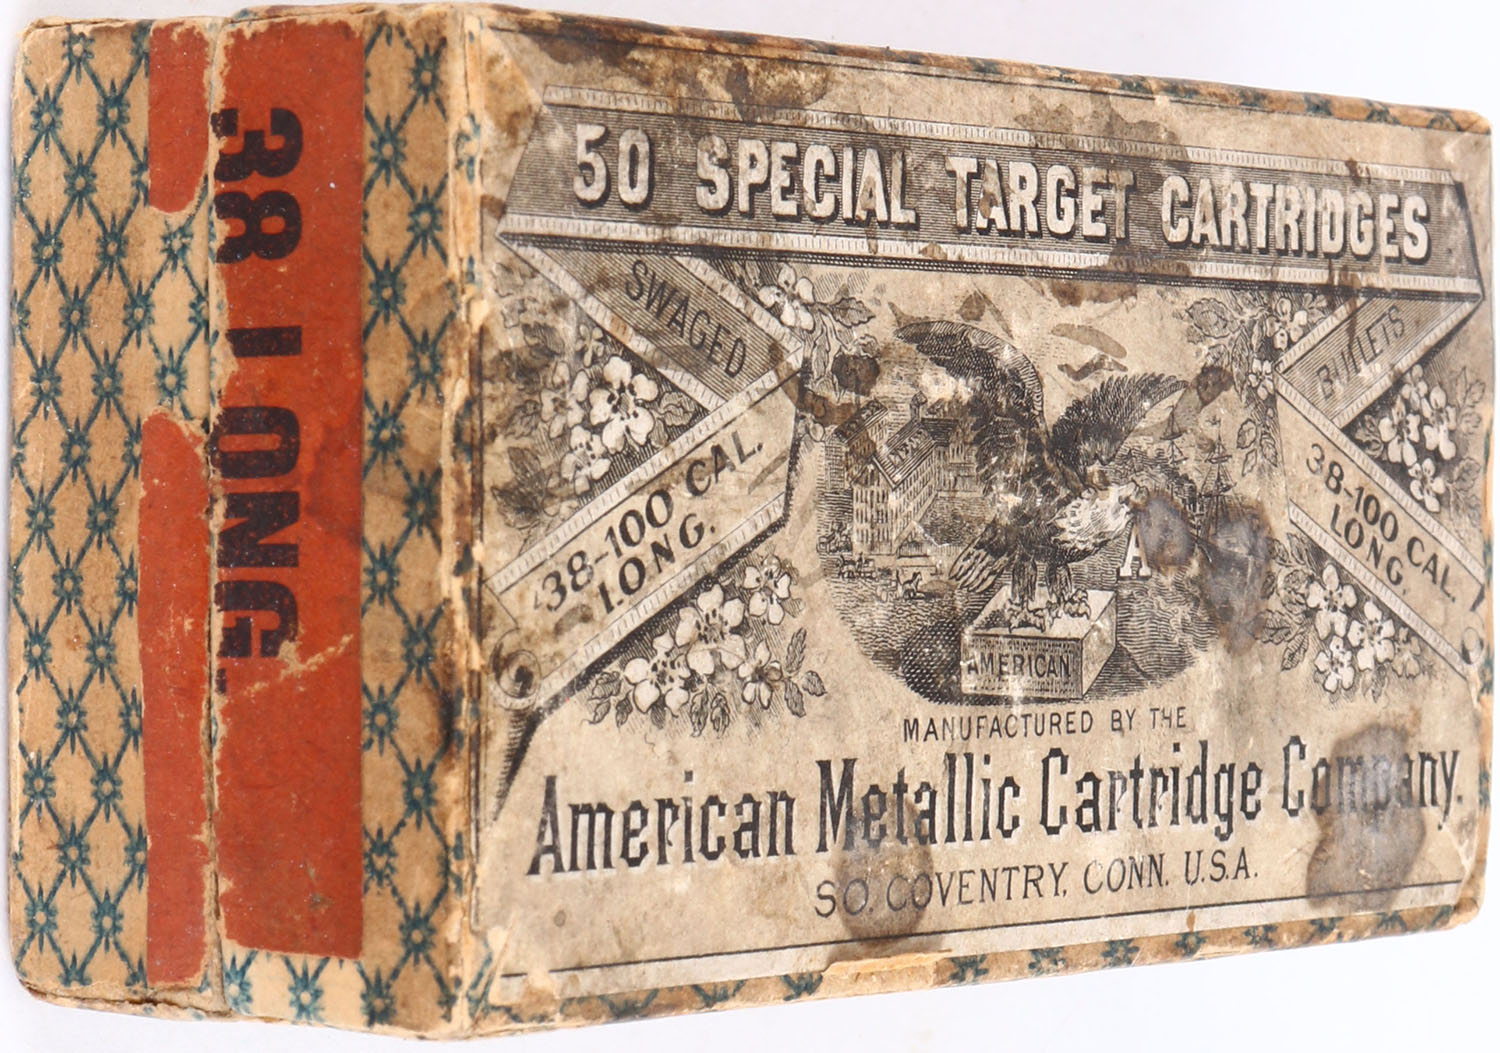 50 SPECIAL TARGET CARTRIDGES
SWAGED
BULLETS
38-100 CAL.
LONG.
38-100 CAL.
LONG.
A
AMERICAN
MANUFACTURED BY THE
American Metallic Cartridge Company.
SO. COVENTRY, CONN. U.S.A.
38 LONG